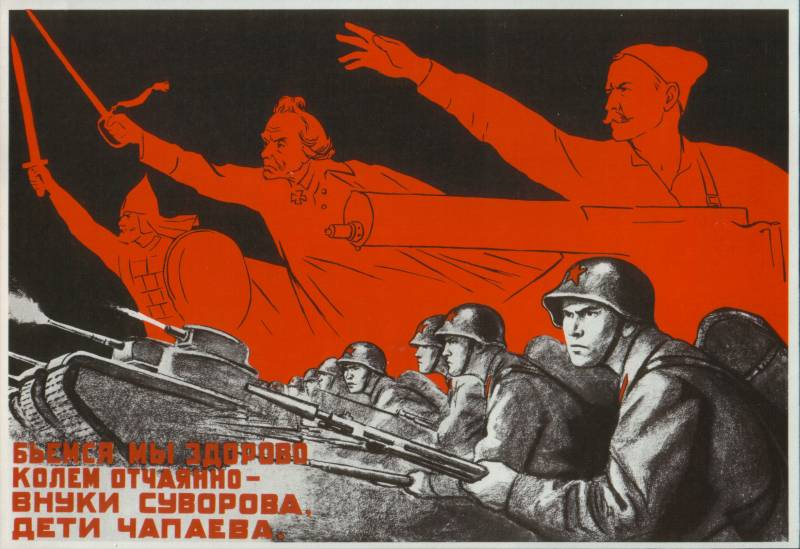 БЬЕМСЯ МЫ ЗДОРОВО
КОЛЕМ ОТЧАЯННО–
ВНУКИ СУВОРОВА,
ДЕТИ ЧАПАЕВА.